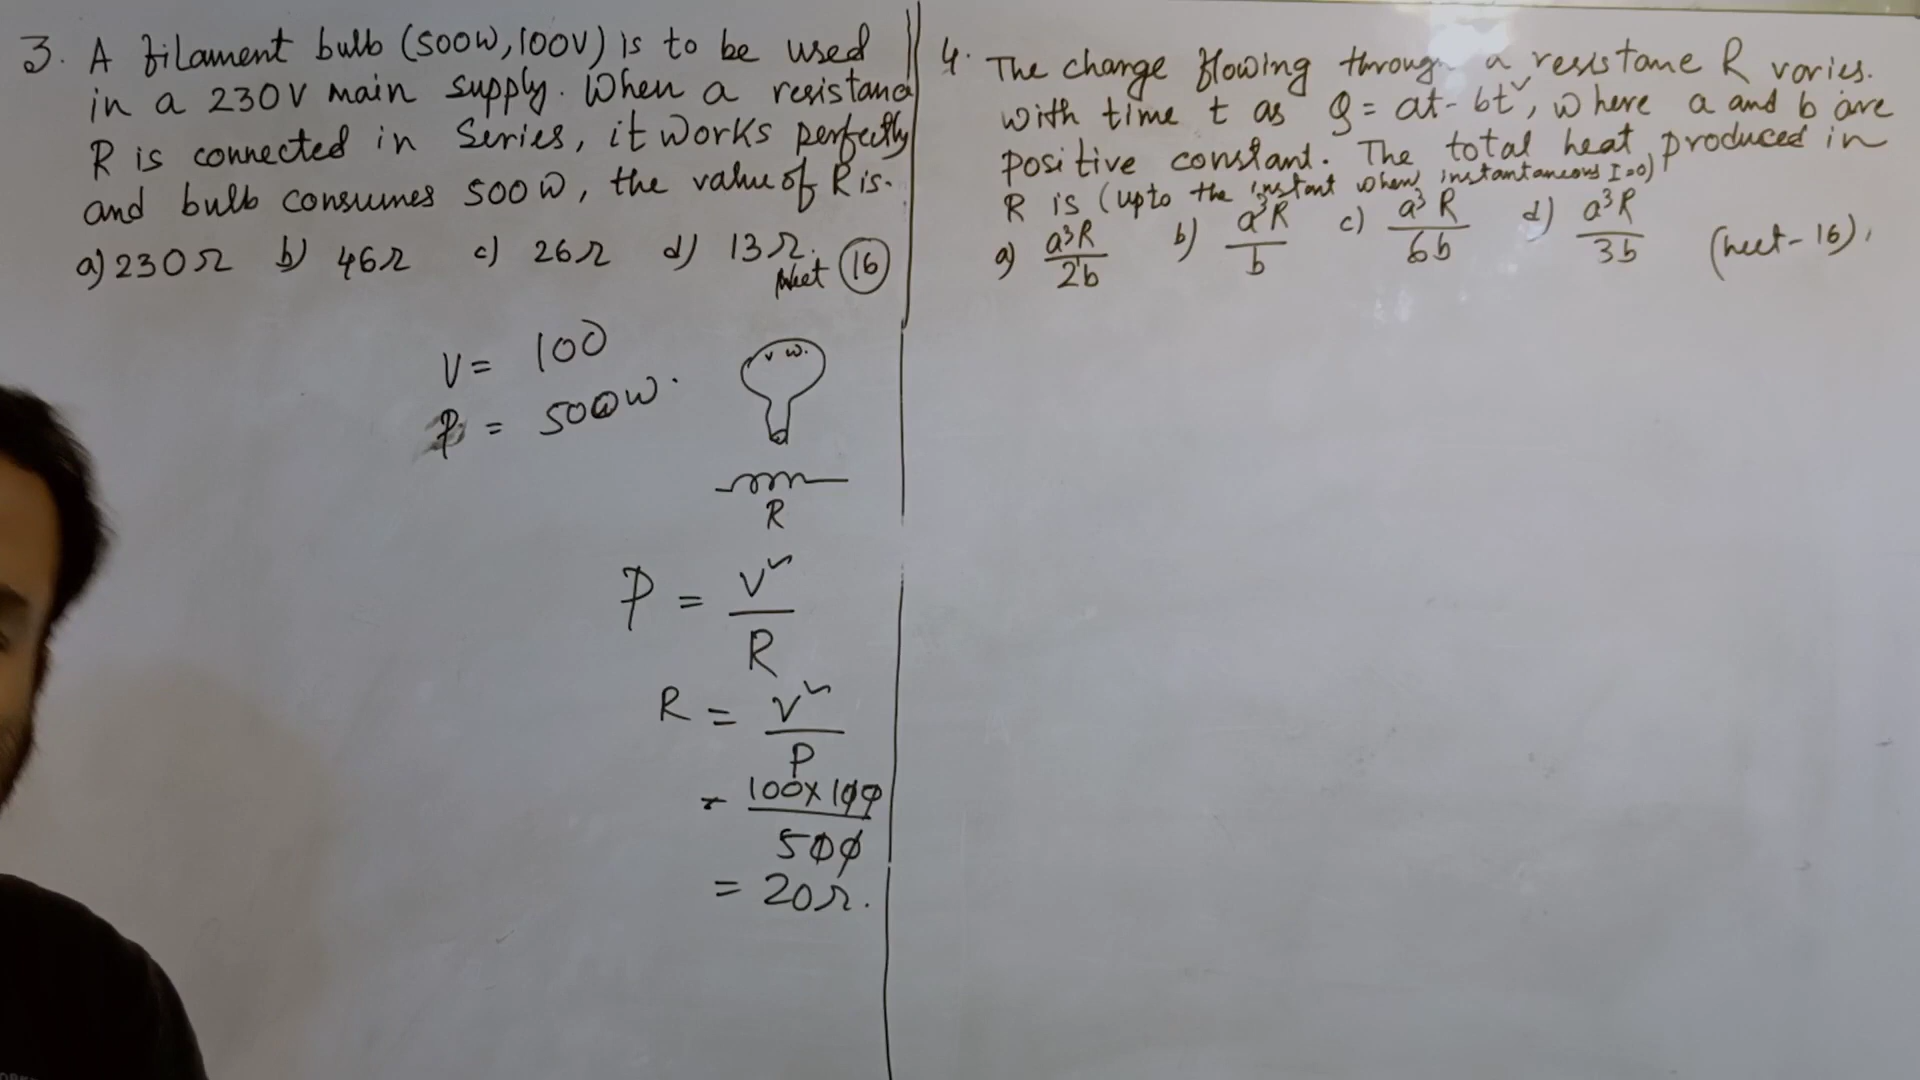 3. A filament bulb (500W, 100V) is to be used
in a 230V main supply. When a resistance
R is connected in Series, it works perfectly
and bulb consumes 500W, the value of R is.
a) 230Ω b) 46Ω c) 26Ω d) 13Ω.
Neet 16
V = 100
P = 500W.
V W.
R
P = V²/R
R = V²/P
= 100×100/500
= 20Ω.
4. The charge flowing through a resistance R varies.
with time t as Q = at - bt², where a and b are
positive constant. The total heat produced in
R is (upto the instant when instantaneous I=0)
a) a³R/2b b) a³R/b c) a³R/6b d) a³R/3b (neet-16).